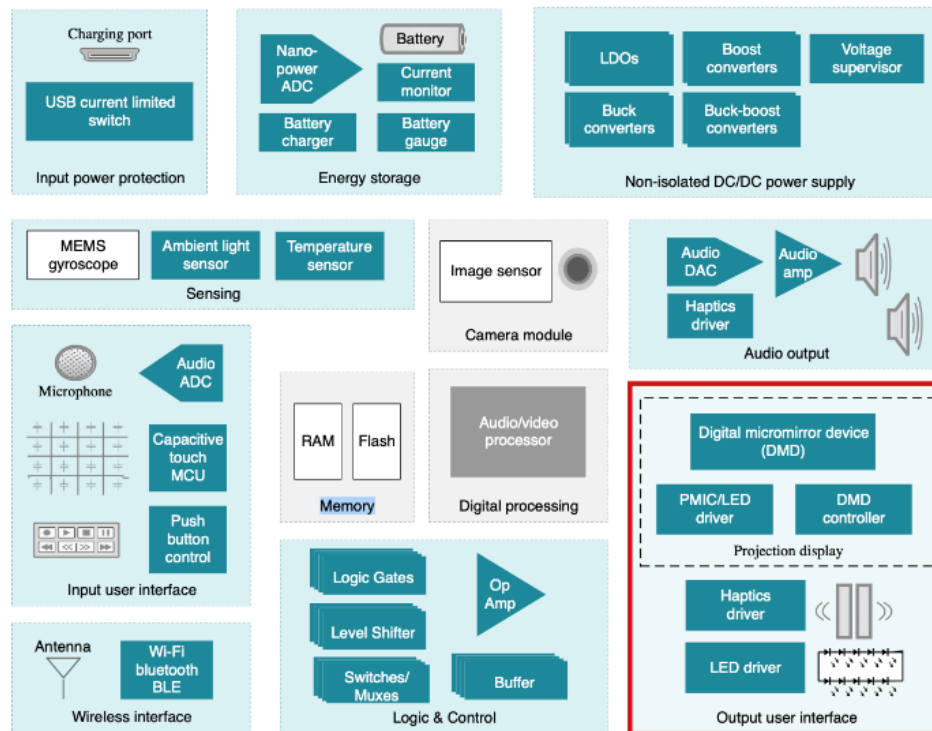 Charging port
USB current limited
switch
Input power protection
Nano-
power
ADC
Battery
Current
monitor
Battery
charger
Battery
gauge
Energy storage
LDOs
Boost
converters
Voltage
supervisor
Buck
converters
Buck-boost
converters
Non-isolated DC/DC power supply
MEMS
gyroscope
Ambient light
sensor
Temperature
sensor
Sensing
Image sensor
Camera module
Audio
DAC
Audio
amp
Haptics
driver
Audio output
Microphone
Audio
ADC
Capacitive
touch
MCU
Push
button
control
Input user interface
RAM
Flash
Memory
Audio/video
processor
Digital processing
Digital micromirror device
(DMD)
PMIC/LED
driver
DMD
controller
Projection display
Haptics
driver
LED driver
Output user interface
Antenna
Wi-Fi
bluetooth
BLE
Wireless interface
Logic Gates
Op
Amp
Level Shifter
Switches/
Muxes
Buffer
Logic & Control